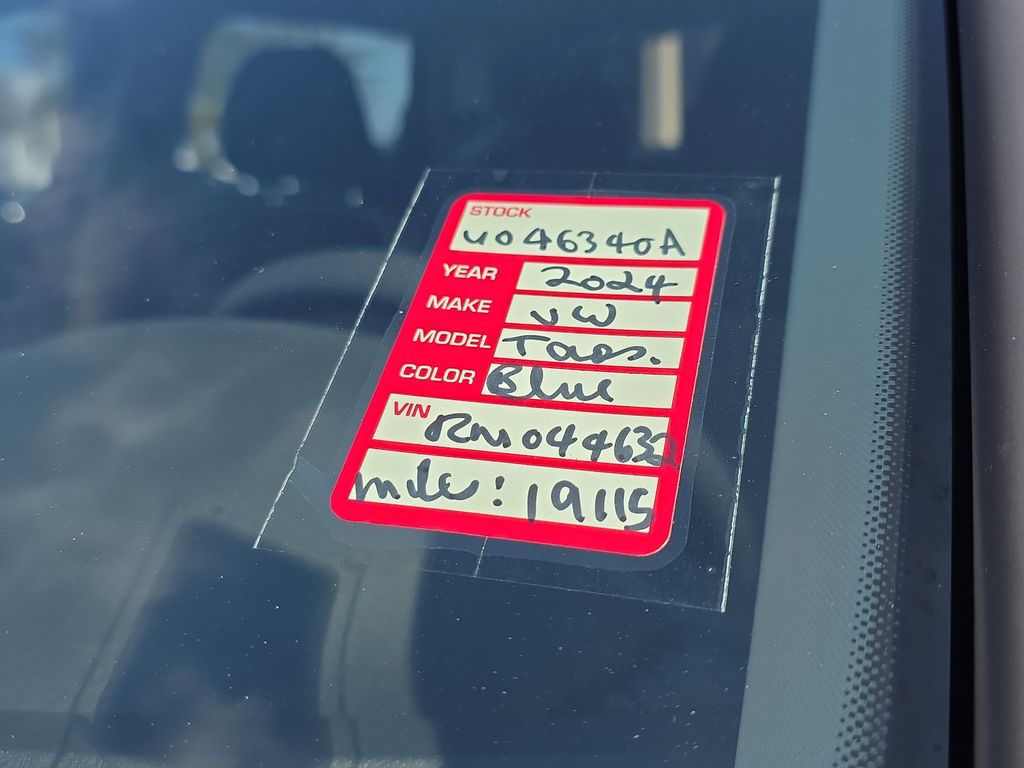 STOCK
u046340A
YEAR 2024
MAKE VW
MODEL Taos.
COLOR Blue
VIN RM044632
mile: 19115